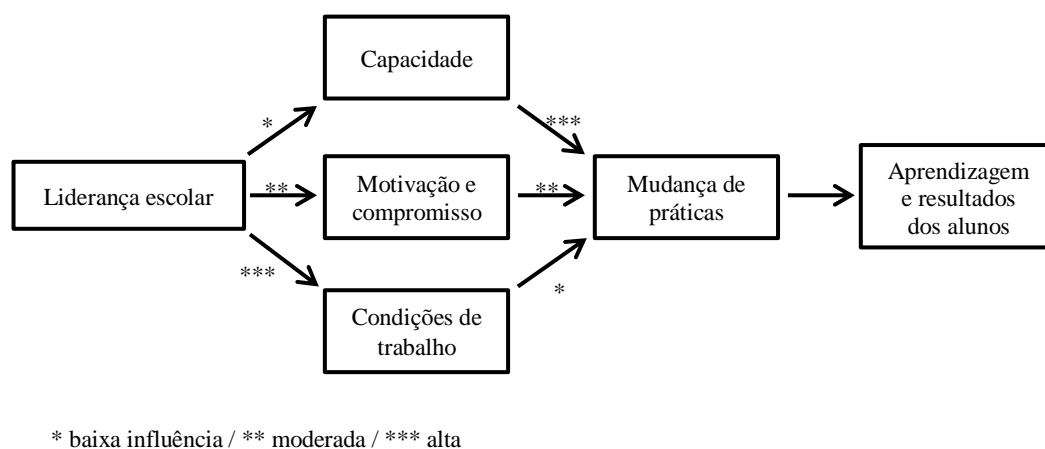 Capacidade
*
***
Liderança escolar
**
Motivação e
compromisso
**
Mudança de
práticas
Aprendizagem
e resultados
dos alunos
***
*
Condições de
trabalho
* baixa influência / ** moderada / *** alta